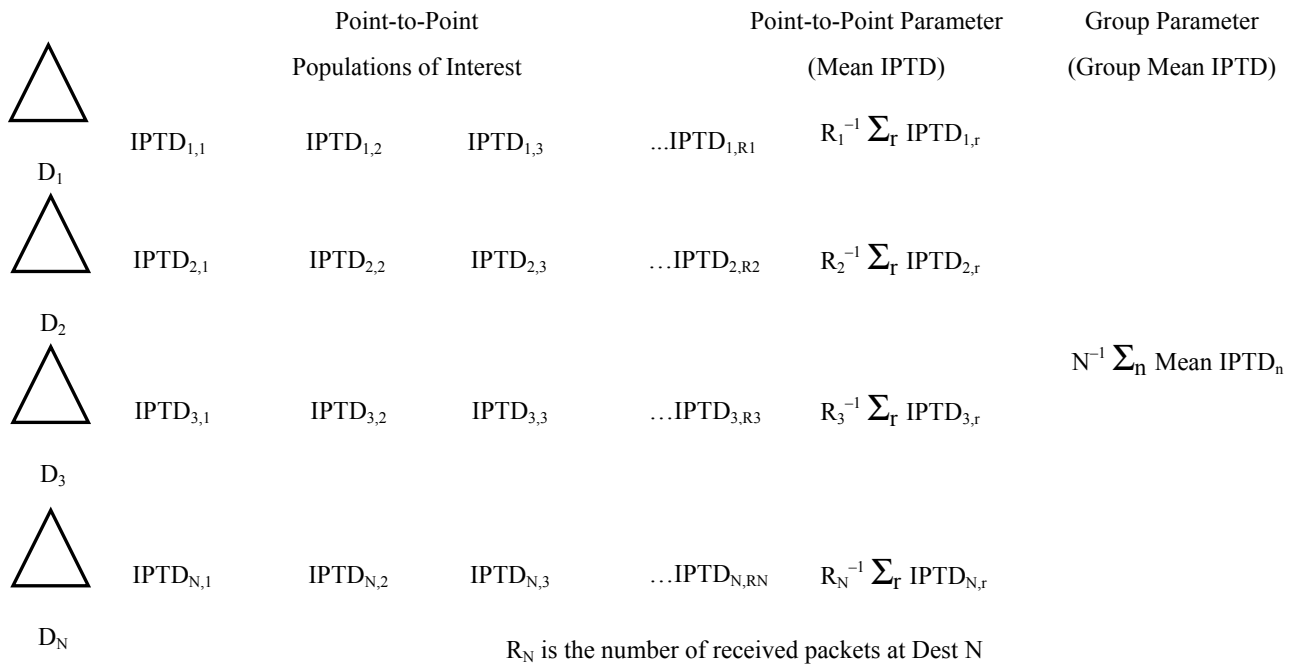 Point-to-Point Point-to-Point Parameter Group Parameter
Populations of Interest (Mean IPTD) (Group Mean IPTD)
IPTD1,1 IPTD1,2 IPTD1,3 ...IPTD1,R1 R1⁻¹ Σr IPTD1,r
D1
IPTD2,1 IPTD2,2 IPTD2,3 …IPTD2,R2 R2⁻¹ Σr IPTD2,r
D2
N⁻¹ Σn Mean IPTDn
IPTD3,1 IPTD3,2 IPTD3,3 …IPTD3,R3 R3⁻¹ Σr IPTD3,r
D3
IPTDN,1 IPTDN,2 IPTDN,3 …IPTDN,RN RN⁻¹ Σr IPTDN,r
DN
RN is the number of received packets at Dest N